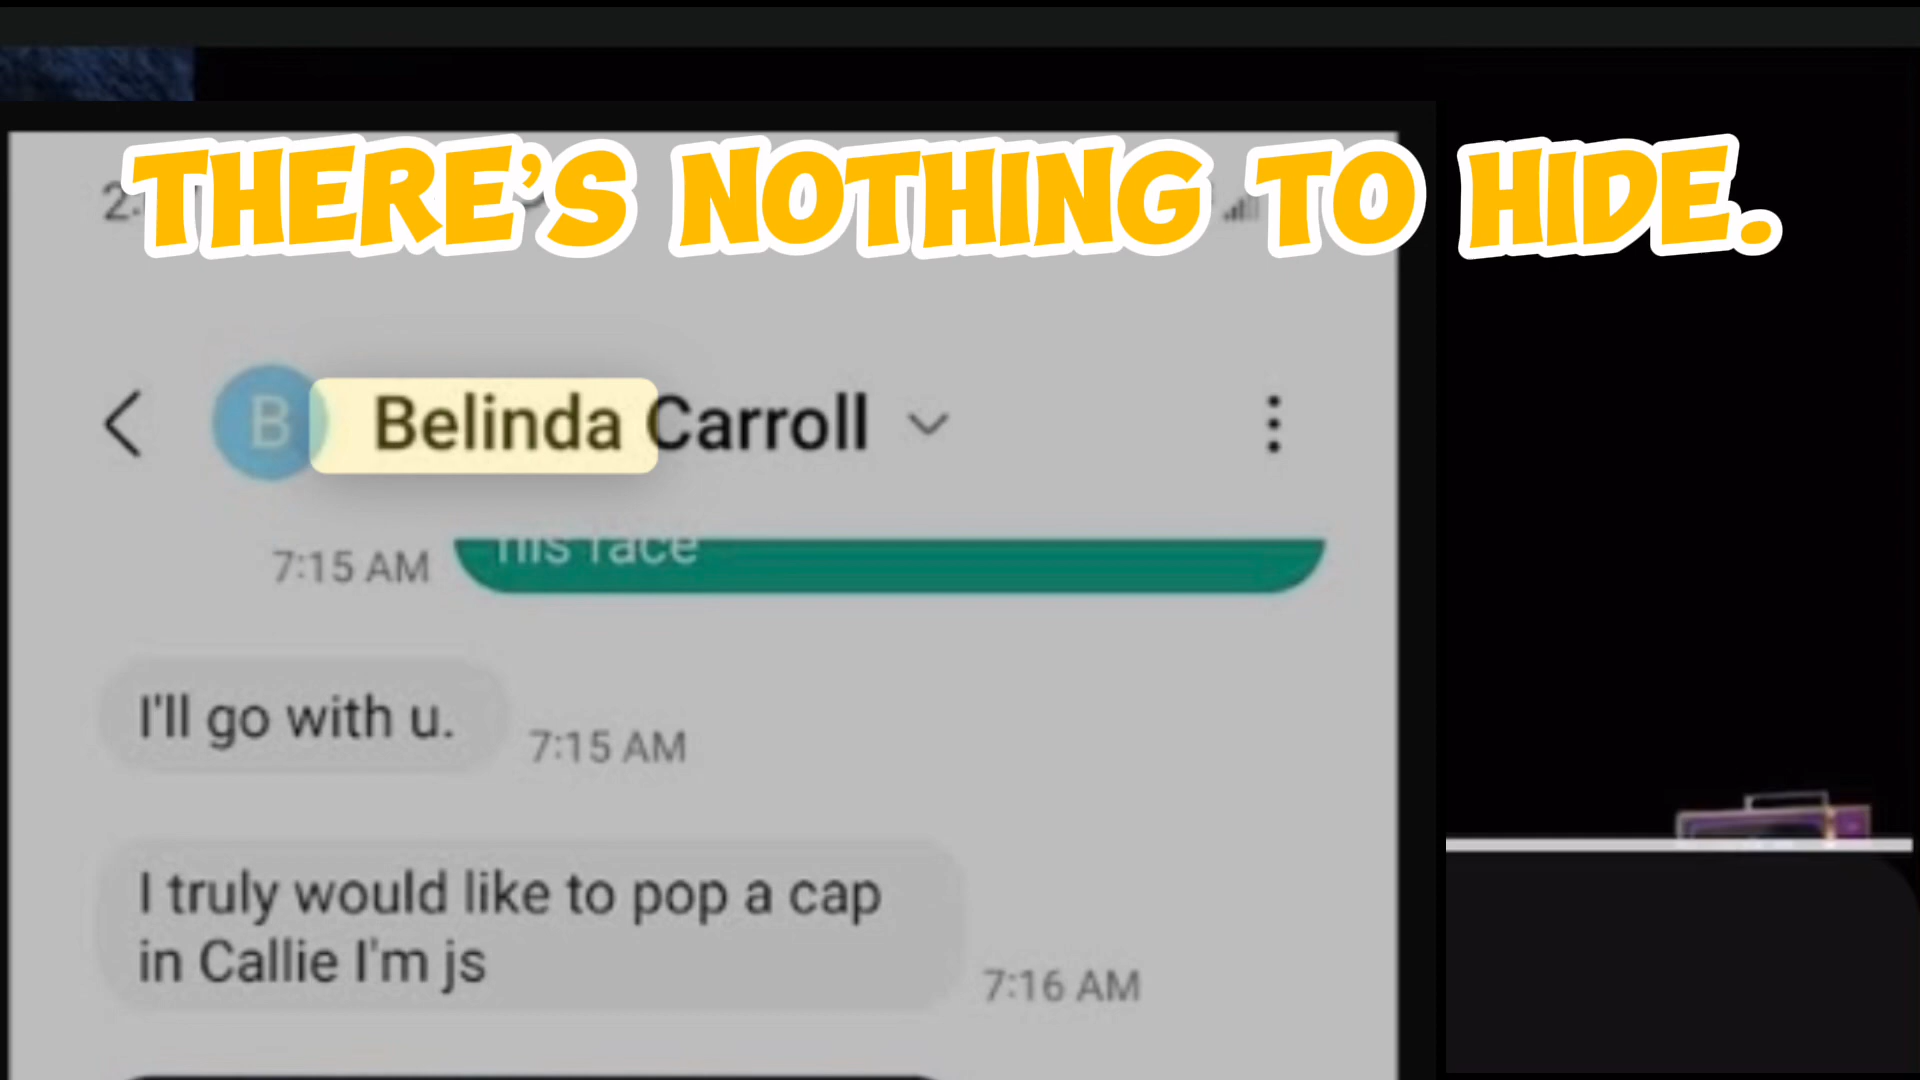 THERE'S NOTHING TO HIDE.
B Belinda Carroll
his face
7:15 AM
I'll go with u.
7:15 AM
I truly would like to pop a cap
in Callie I'm js
7:16 AM